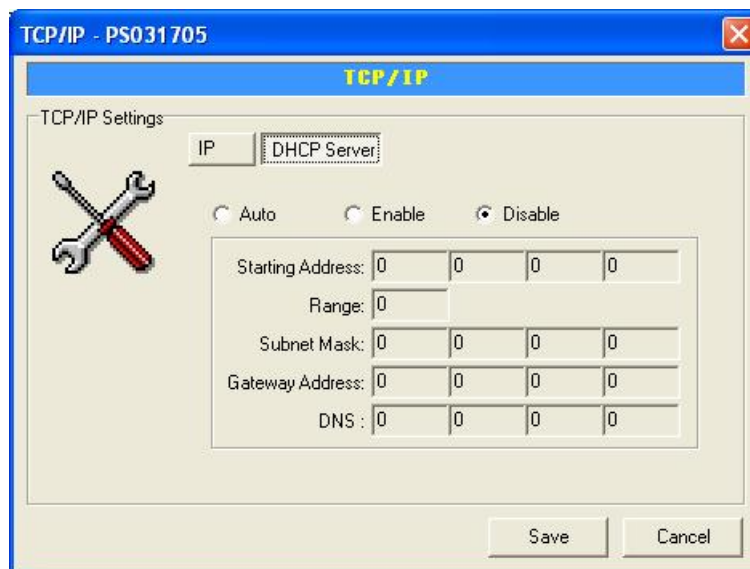 TCP/IP - PS031705
TCP/IP
TCP/IP Settings
IP DHCP Server
Auto Enable Disable
Starting Address: 0 0 0 0
Range: 0
Subnet Mask: 0 0 0 0
Gateway Address: 0 0 0 0
DNS : 0 0 0 0
Save Cancel